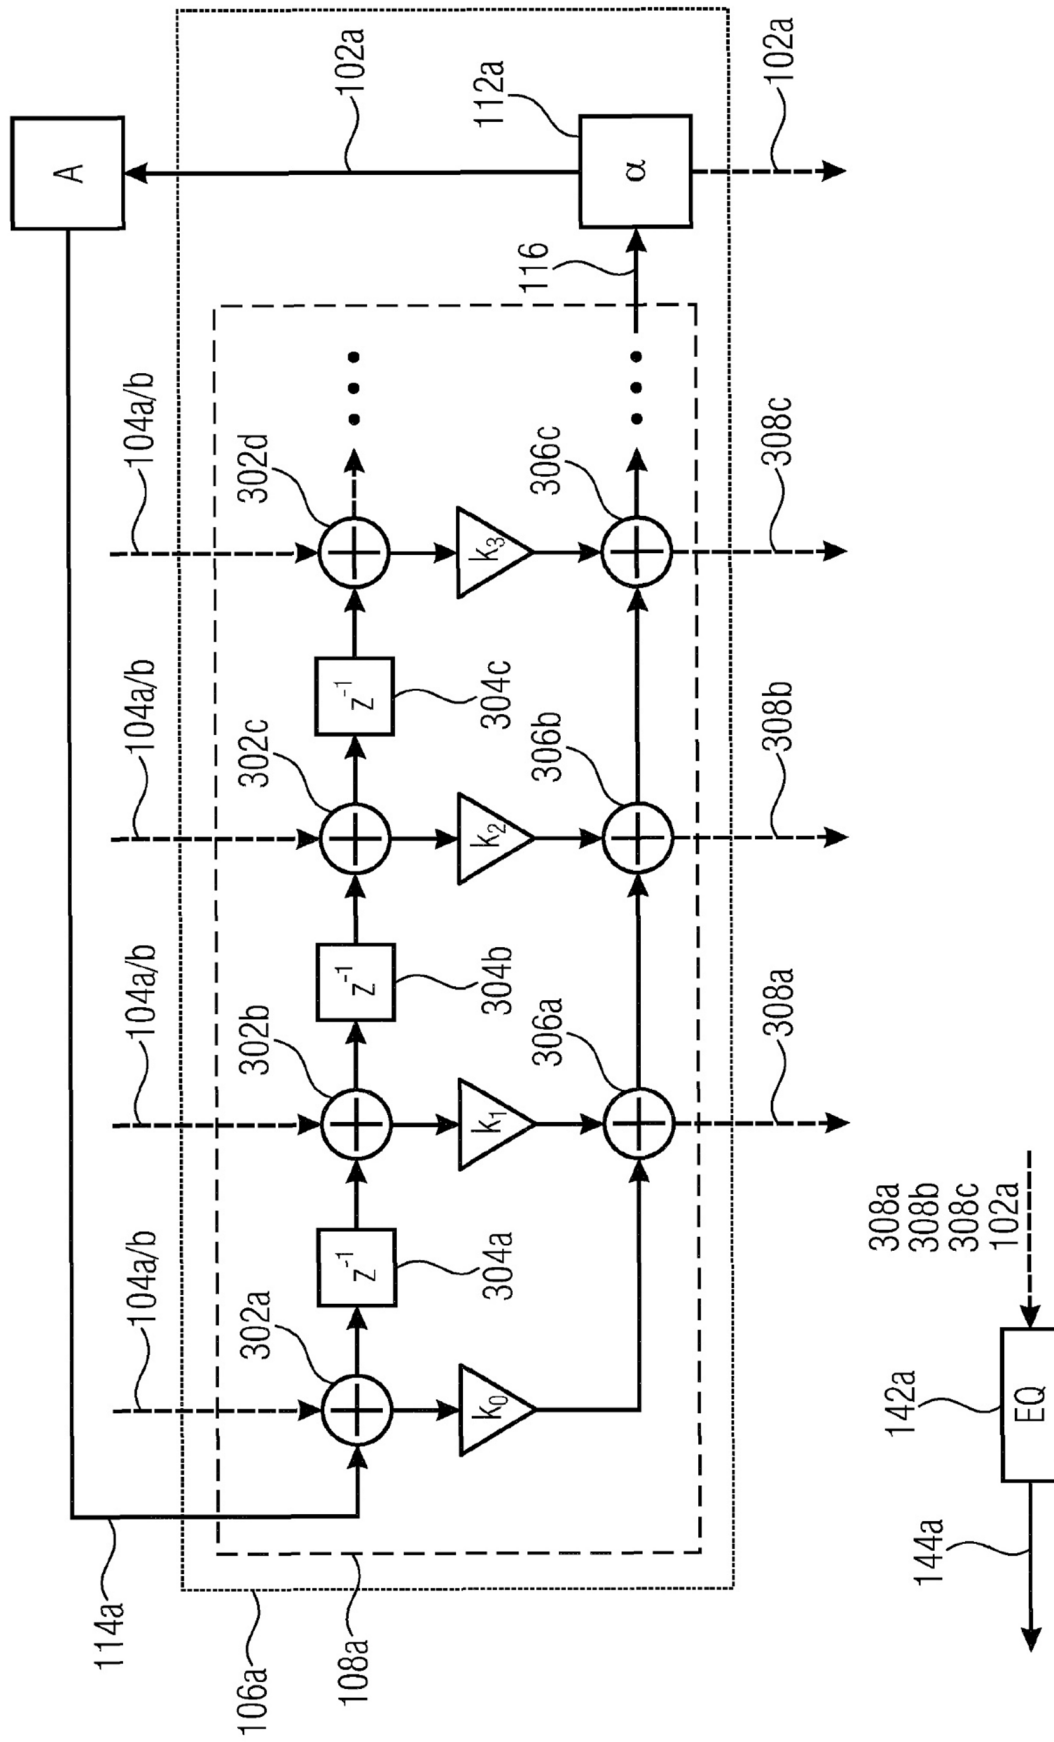 A
102a
112a
102a
α
116
104a/b
104a/b
104a/b
104a/b
302d
302c
302b
302a
z⁻¹
z⁻¹
z⁻¹
304c
304b
304a
k₃
k₂
k₁
k₀
306c
306b
306a
308c
308b
308a
114a
106a
108a
308a
308b
308c
102a
142a
EQ
144a